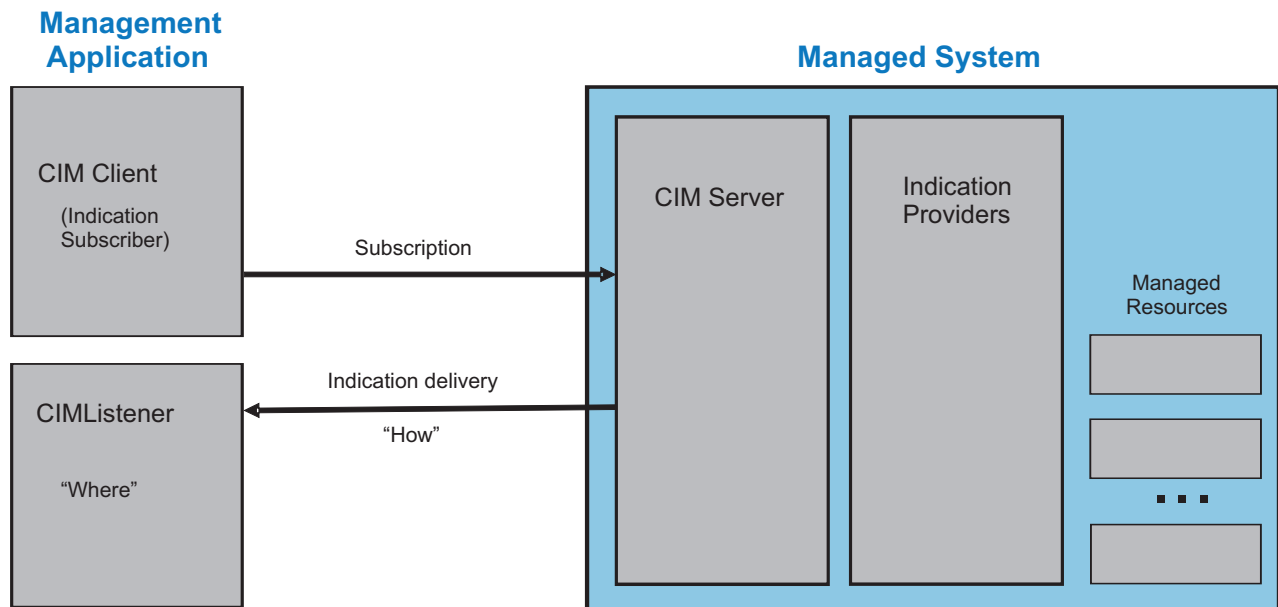 Management
Application
Managed System
CIM Client
(Indication
Subscriber)
Subscription
CIM Server
Indication
Providers
Managed
Resources
Indication delivery
“How”
CIMListener
“Where”